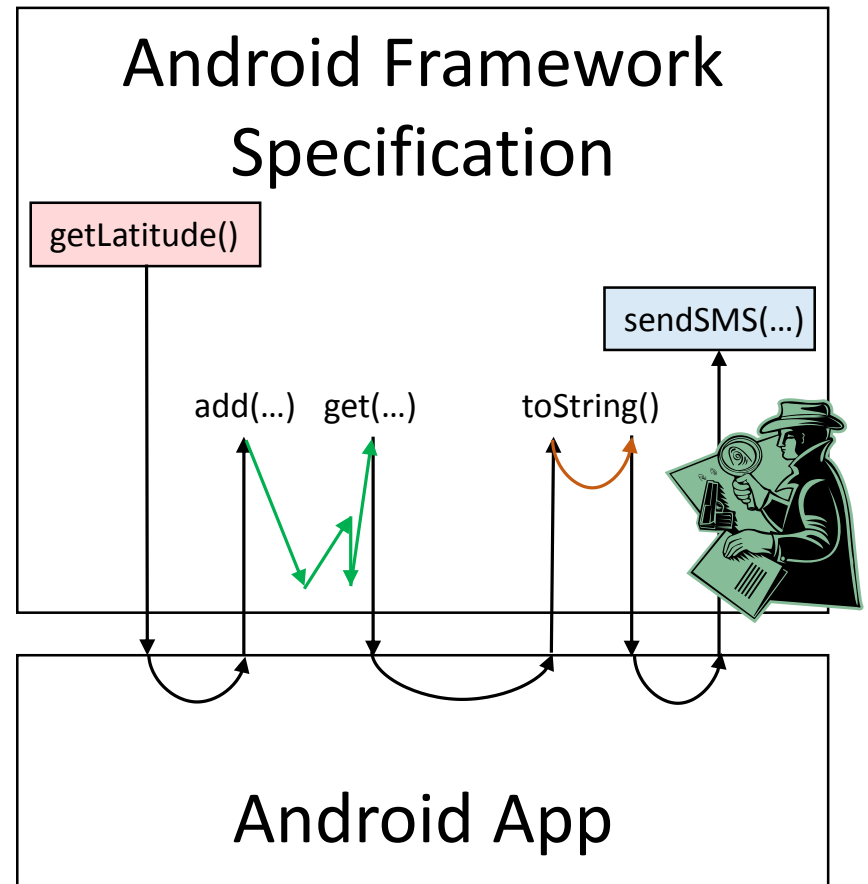 Android Framework
Specification
getLatitude()
sendSMS(…)
add(…) get(…) toString()
Android App